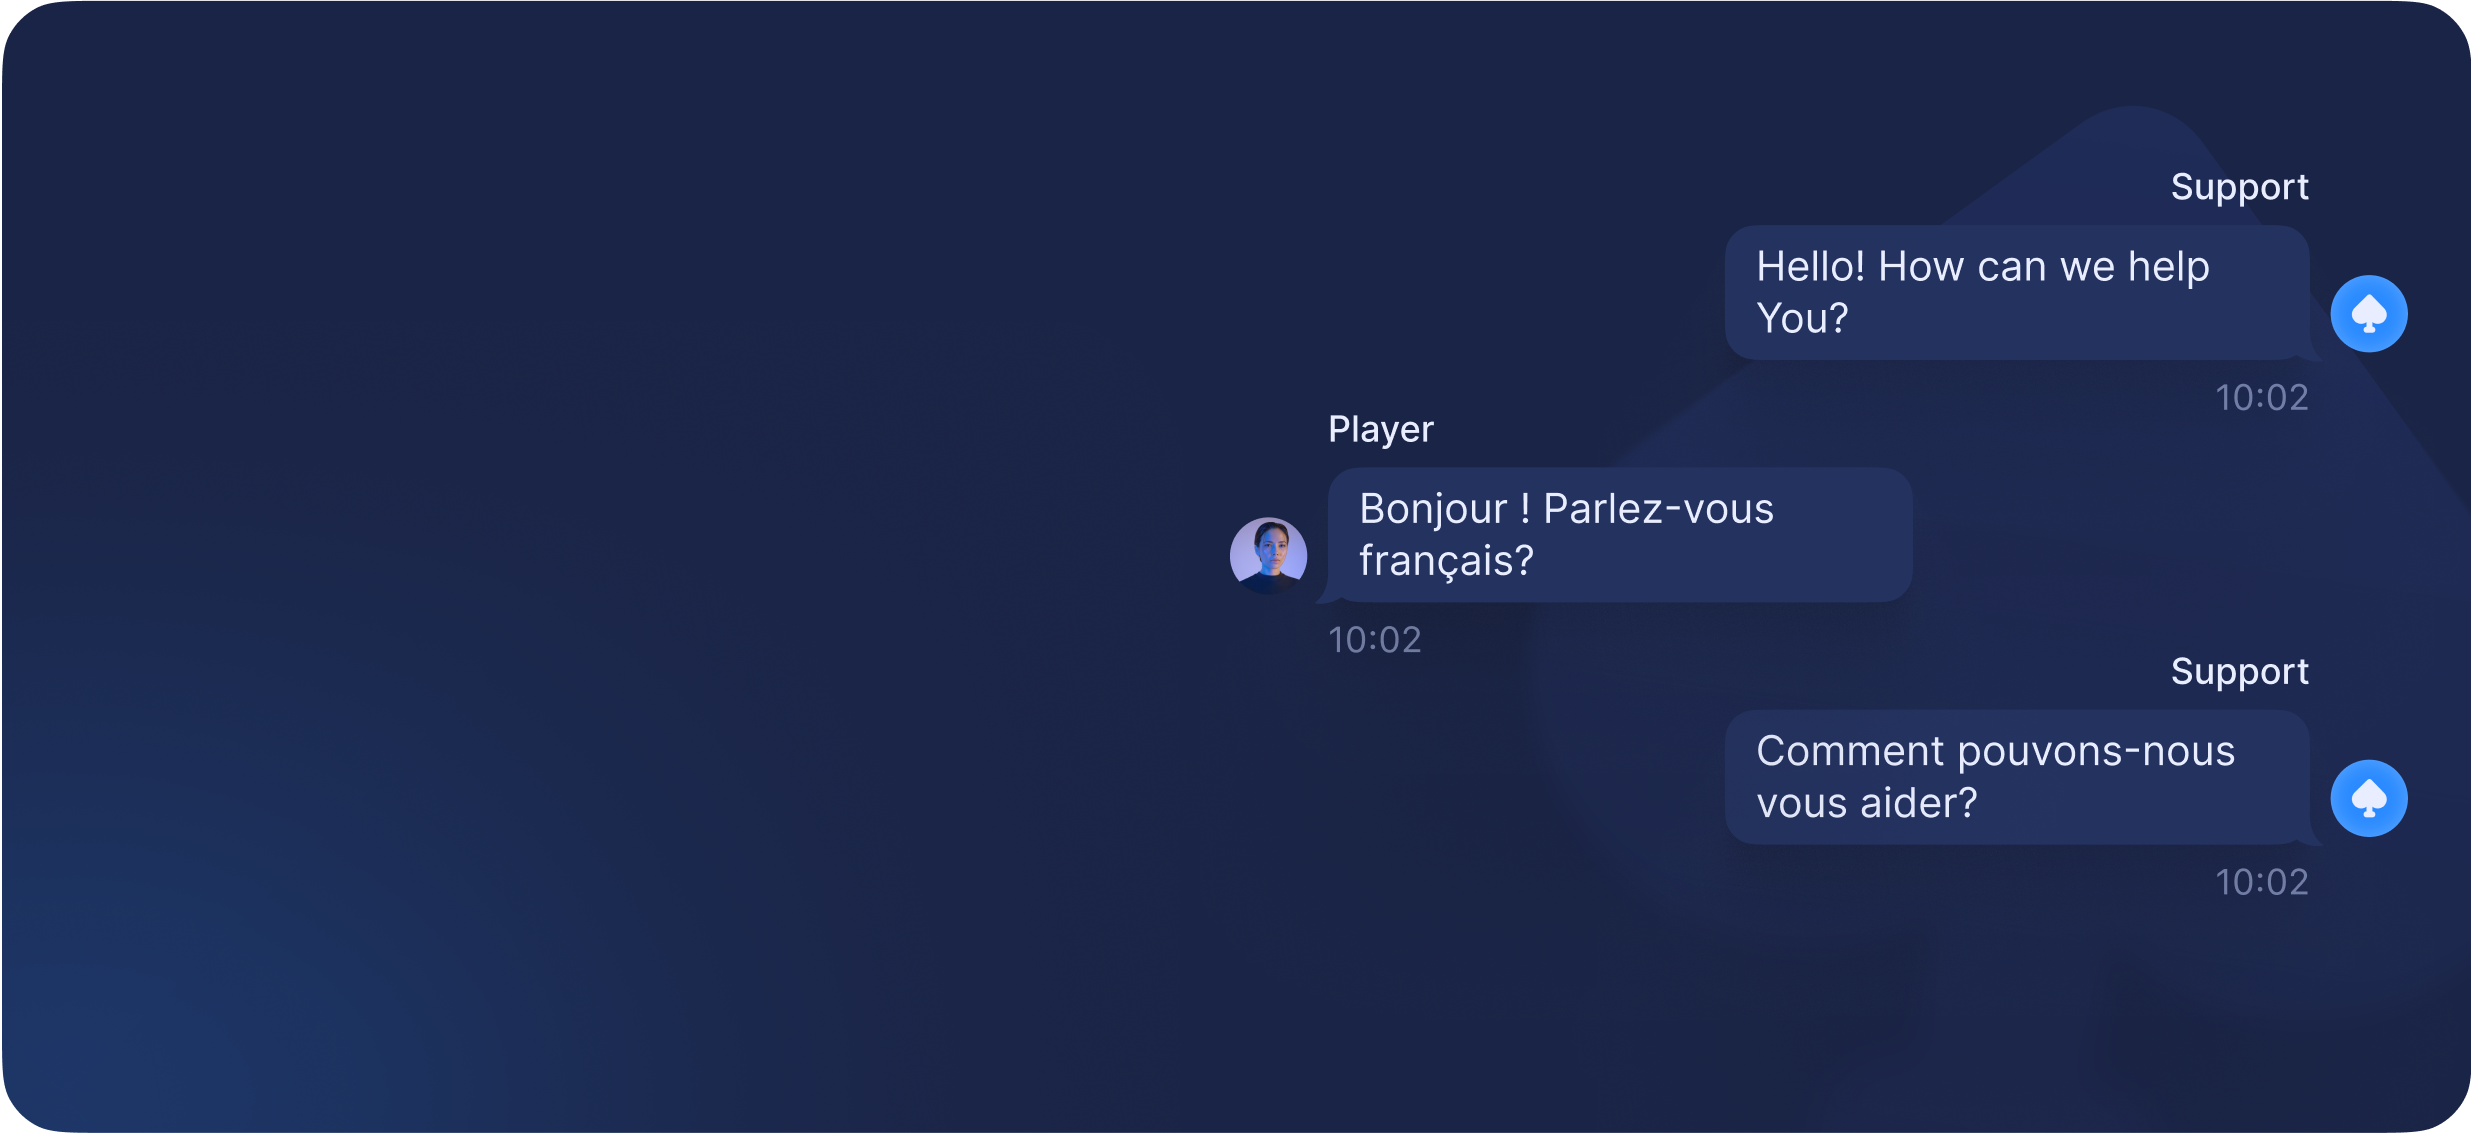 Support
Hello! How can we help
You?
10:02
Player
Bonjour ! Parlez-vous
français?
10:02
Support
Comment pouvons-nous
vous aider?
10:02